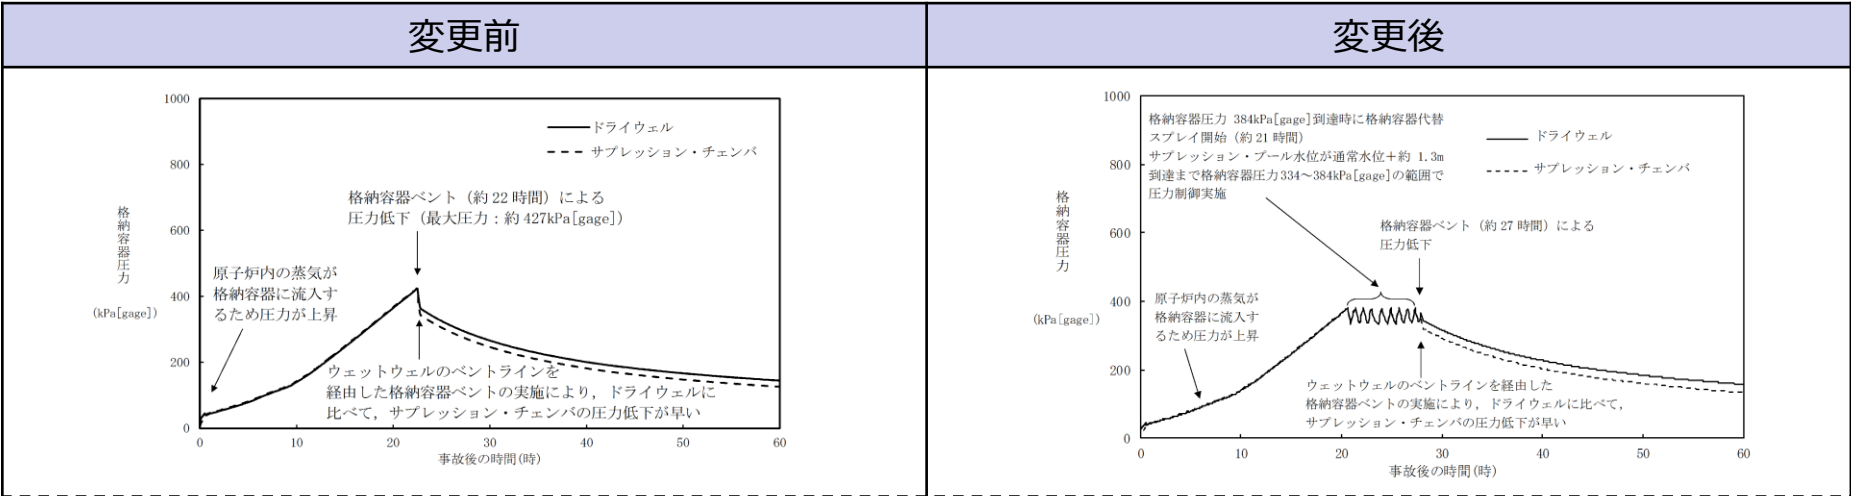 変更前
1000
800
600
400
200
0
0
10
20
30
40
50
60
格納容器圧力
(kPa[gage])
事故後の時間(時)
ドライウェル
サプレッション・チェンバ
格納容器ベント（約22時間）による
圧力低下（最大圧力：約427kPa[gage]）
原子炉内の蒸気が
格納容器に流入す
るため圧力が上昇
ウェットウェルのベントラインを
経由した格納容器ベントの実施により，ドライウェルに
比べて，サプレッション・チェンバの圧力低下が早い
変更後
1000
800
600
400
200
0
0
10
20
30
40
50
60
格納容器圧力
(kPa[gage])
事故後の時間(時)
格納容器圧力 384kPa[gage]到達時に格納容器代替
スプレイ開始（約21時間）
サプレッション・プール水位が通常水位＋約 1.3m
到達まで格納容器圧力334～384kPa[gage]の範囲で
圧力制御実施
ドライウェル
サプレッション・チェンバ
格納容器ベント（約27時間）による
圧力低下
原子炉内の蒸気が
格納容器に流入す
るため圧力が上昇
ウェットウェルのベントラインを経由した
格納容器ベントの実施により，ドライウェルに比べて，
サプレッション・チェンバの圧力低下が早い